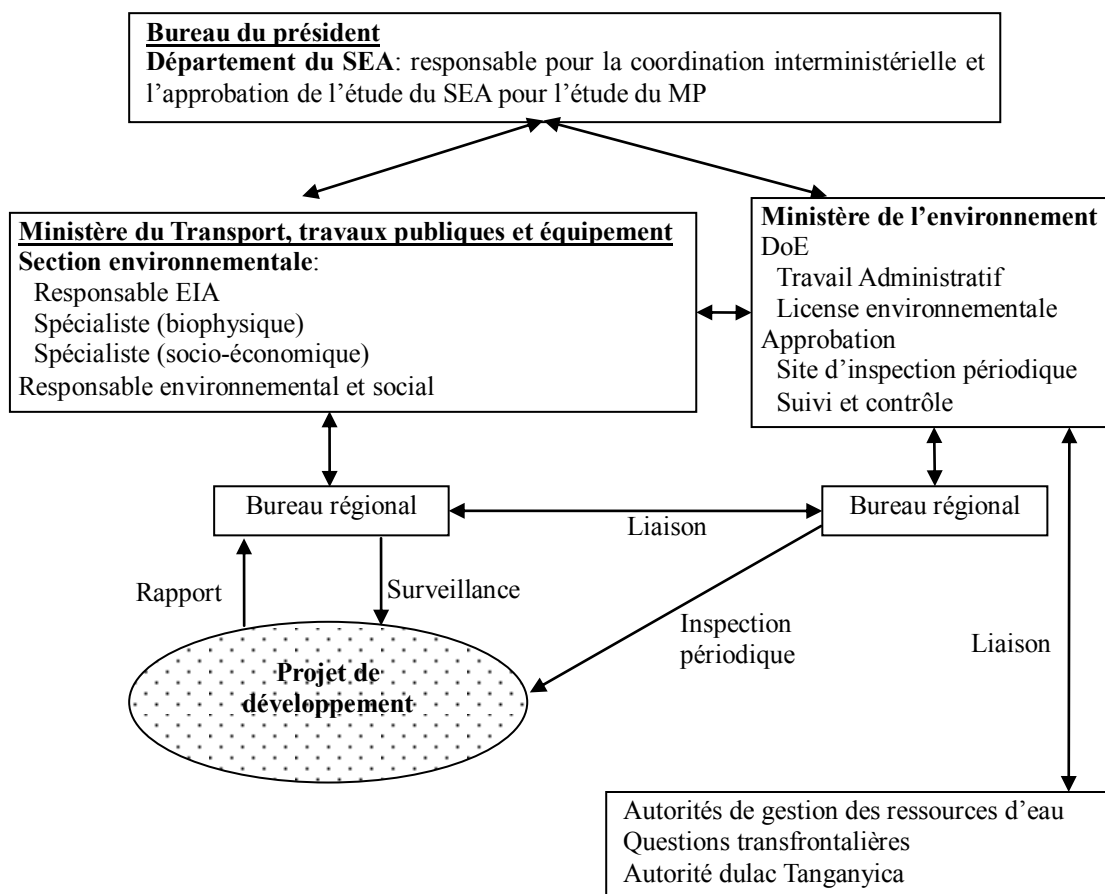 Bureau du président
Département du SEA: responsable pour la coordination interministérielle et
l'approbation de l'étude du SEA pour l'étude du MP
Ministère du Transport, travaux publiques et équipement
Section environnementale:
Responsable EIA
Spécialiste (biophysique)
Spécialiste (socio-économique)
Responsable environnemental et social
Ministère de l'environnement
DoE
Travail Administratif
License environnementale
Approbation
Site d'inspection périodique
Suivi et contrôle
Bureau régional
Liaison
Bureau régional
Rapport
Surveillance
Inspection
périodique
Liaison
Projet de
développement
Autorités de gestion des ressources d'eau
Questions transfrontalières
Autorité dulac Tanganyica